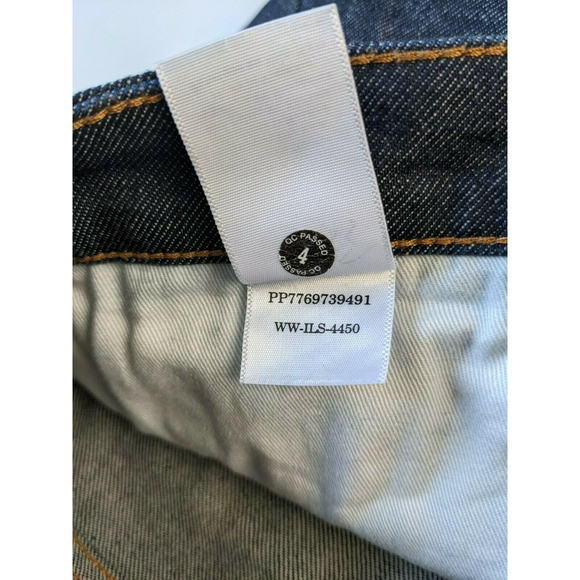 QC PASSED
4
QC PASSED
PP7769739491
WW-ILS-4450